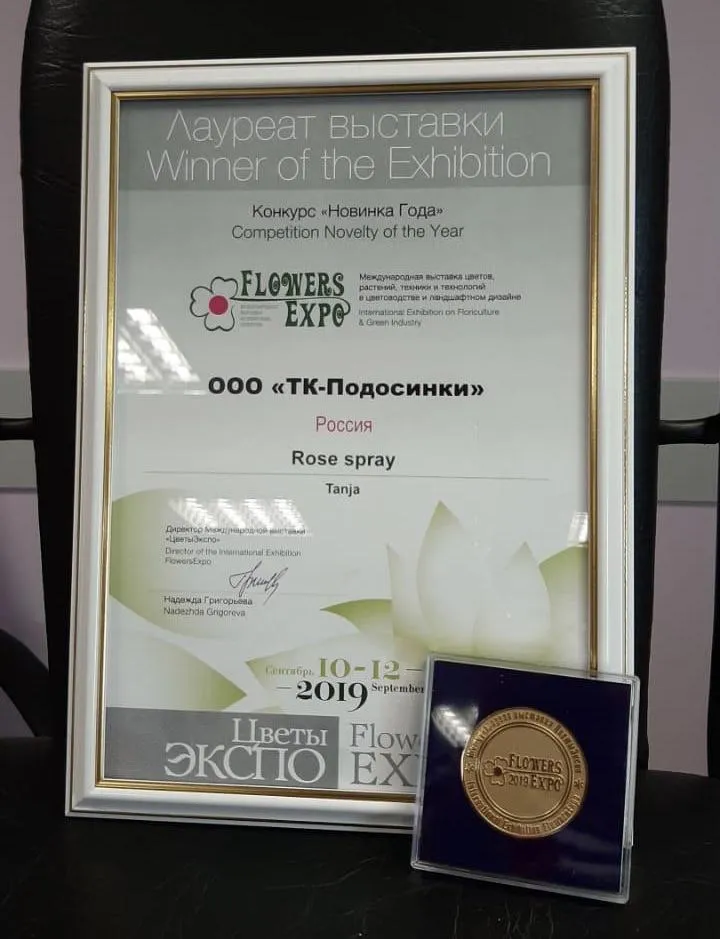 Лауреат выставки
Winner of the Exhibition
Конкурс «Новинка Года»
Competition Novelty of the Year
FLOWERS
EXPO
Международная выставка цветов,
растений, техники и технологий
в цветоводстве и ландшафтном дизайне
International Exhibition on Floriculture
& Green Industry
ООО «ТК-Подосинки»
Россия
Rose spray
Tanja
Директор Международной выставки
«ЦветыЭкспо»
Director of the International Exhibition
FlowersExpo
Надежда Григорьева
Nadezhda Grigoreva
Сентябрь 10-12
2019 September
Цветы
ЭКСПО
Flow
EX
FLOWERS
2019 EXPO
International Exhibition